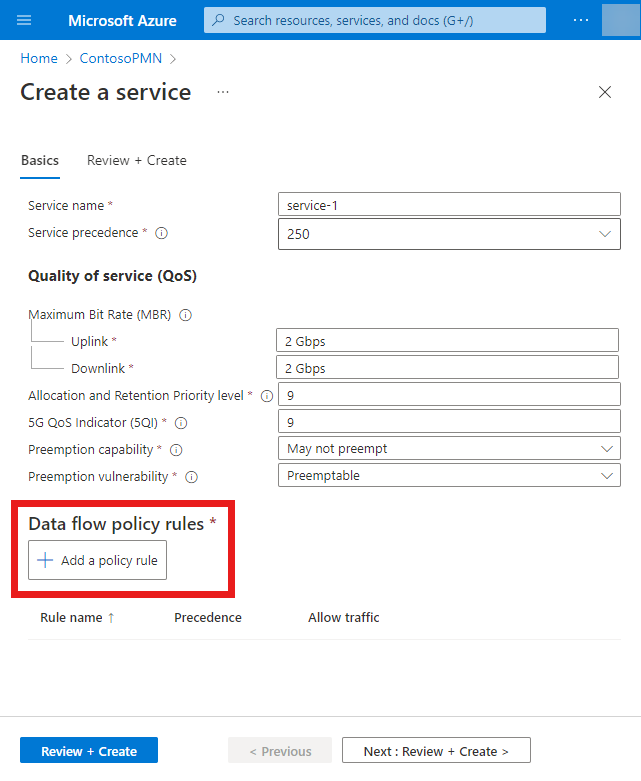 Microsoft Azure
Search resources, services, and docs (G+/)
...
Home > ContosoPMN >
Create a service ...
Basics Review + Create
Service name * service-1
Service precedence * 250
Quality of service (QoS)
Maximum Bit Rate (MBR)
Uplink * 2 Gbps
Downlink * 2 Gbps
Allocation and Retention Priority level * 9
5G QoS Indicator (5QI) * 9
Preemption capability * May not preempt
Preemption vulnerability * Preemptable
Data flow policy rules *
+ Add a policy rule
Rule name ↑ Precedence Allow traffic
Review + Create < Previous Next : Review + Create >